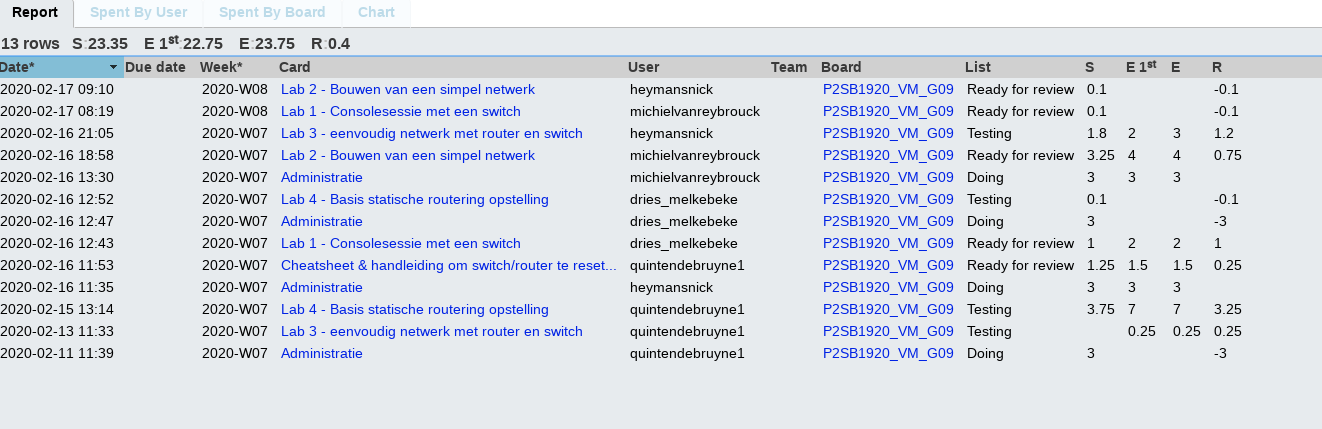 Report Spent By User Spent By Board Chart
13 rows S:23.35 E 1st:22.75 E:23.75 R:0.4
Date* Due date Week* Card User Team Board List S E 1st E R
2020-02-17 09:10 2020-W08 Lab 2 - Bouwen van een simpel netwerk heymansnick P2SB1920_VM_G09 Ready for review 0.1 -0.1
2020-02-17 08:19 2020-W08 Lab 1 - Consolesessie met een switch michielvanreybrouck P2SB1920_VM_G09 Ready for review 0.1 -0.1
2020-02-16 21:05 2020-W07 Lab 3 - eenvoudig netwerk met router en switch heymansnick P2SB1920_VM_G09 Testing 1.8 2 3 1.2
2020-02-16 18:58 2020-W07 Lab 2 - Bouwen van een simpel netwerk michielvanreybrouck P2SB1920_VM_G09 Ready for review 3.25 4 4 0.75
2020-02-16 13:30 2020-W07 Administratie michielvanreybrouck P2SB1920_VM_G09 Doing 3 3 3
2020-02-16 12:52 2020-W07 Lab 4 - Basis statische routering opstelling dries_melkebeke P2SB1920_VM_G09 Testing 0.1 -0.1
2020-02-16 12:47 2020-W07 Administratie dries_melkebeke P2SB1920_VM_G09 Doing 3 -3
2020-02-16 12:43 2020-W07 Lab 1 - Consolesessie met een switch dries_melkebeke P2SB1920_VM_G09 Ready for review 1 2 2 1
2020-02-16 11:53 2020-W07 Cheatsheet & handleiding om switch/router te reset... quintendebruyne1 P2SB1920_VM_G09 Ready for review 1.25 1.5 1.5 0.25
2020-02-16 11:35 2020-W07 Administratie heymansnick P2SB1920_VM_G09 Doing 3 3 3
2020-02-15 13:14 2020-W07 Lab 4 - Basis statische routering opstelling quintendebruyne1 P2SB1920_VM_G09 Testing 3.75 7 7 3.25
2020-02-13 11:33 2020-W07 Lab 3 - eenvoudig netwerk met router en switch quintendebruyne1 P2SB1920_VM_G09 Testing 0.25 0.25 0.25
2020-02-11 11:39 2020-W07 Administratie quintendebruyne1 P2SB1920_VM_G09 Doing 3 -3